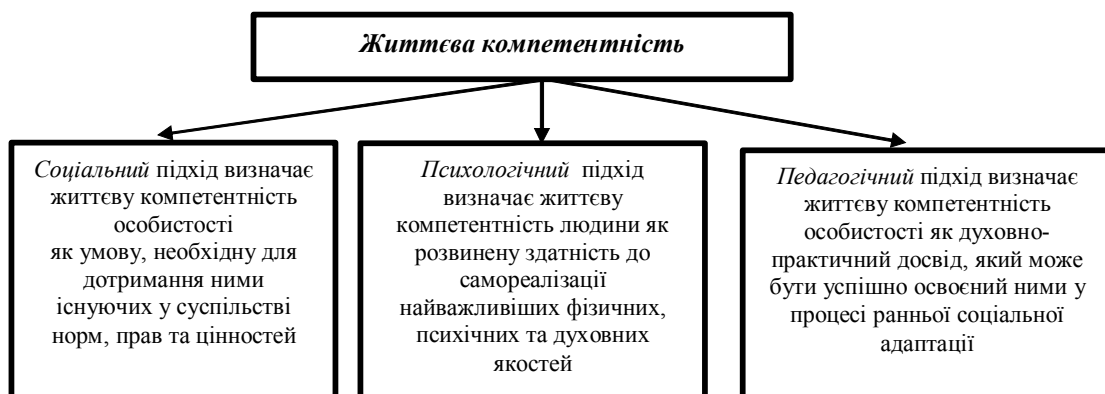 Життєва компетентність
Соціальний підхід визначає
життєву компетентність
особистості
як умову, необхідну для
дотримання ними
існуючих у суспільстві
норм, прав та цінностей
Психологічний підхід
визначає життєву
компетентність людини як
розвинену здатність до
самореалізації
найважливіших фізичних,
психічних та духовних
якостей
Педагогічний підхід визначає
життєву компетентність
особистості як духовно-
практичний досвід, який може
бути успішно освоєний ними у
процесі ранньої соціальної
адаптації